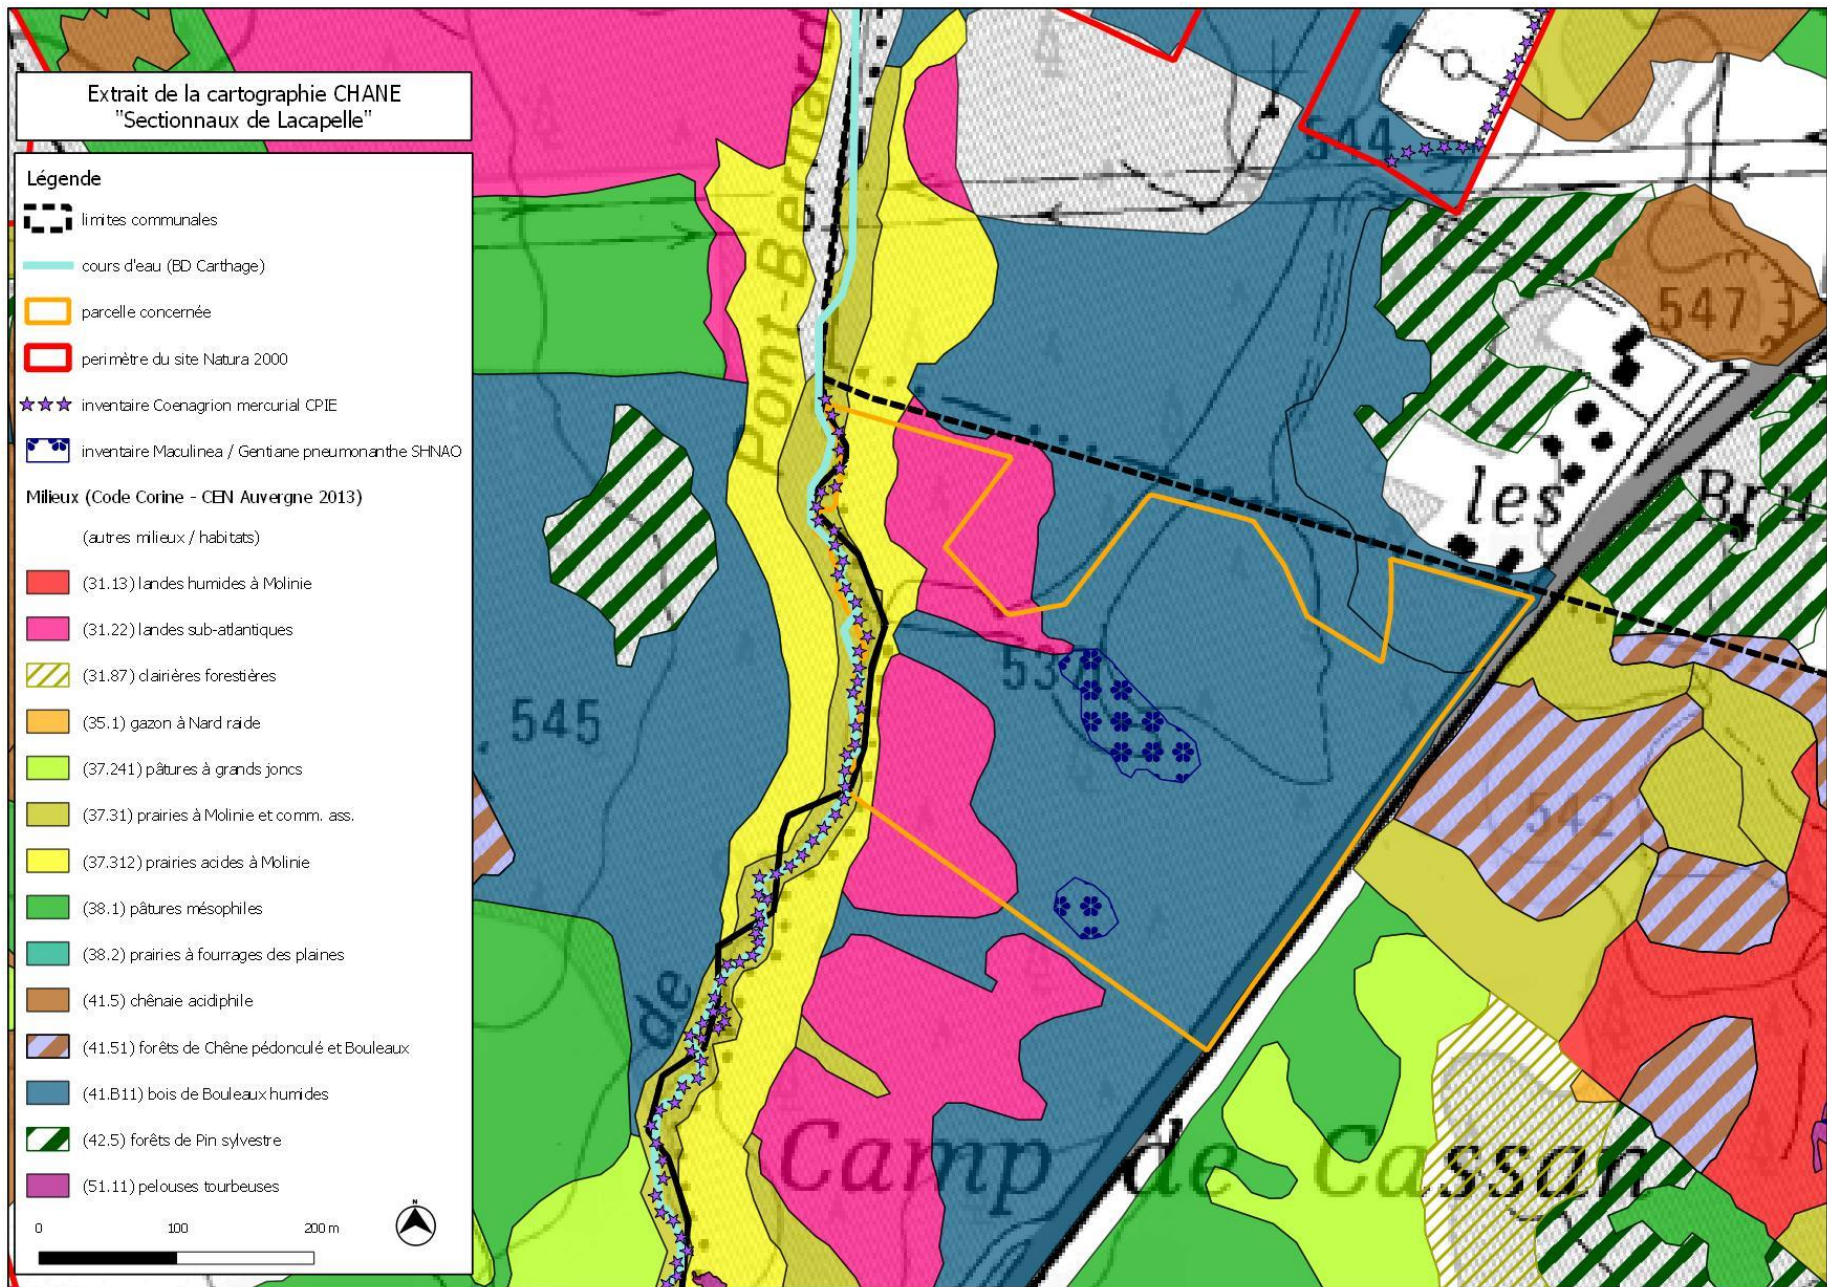 Extrait de la cartographie CHANE
"Sectionnaux de Lacapelle"
Légende
limites communales
cours d'eau (BD Carthage)
parcelle concernée
perimètre du site Natura 2000
inventaire Coenagrion mercurial CPIE
inventaire Maculinea / Gentiane pneumonanthe SHNAO
Milieux (Code Corine - CEN Auvergne 2013)
(autres milieux / habitats)
(31.13) landes humides à Molinie
(31.22) landes sub-atlantiques
(31.87) clairières forestières
(35.1) gazon à Nard raide
(37.241) pâtures à grands joncs
(37.31) prairies à Molinie et comm. ass.
(37.312) prairies acides à Molinie
(38.1) pâtures mésophiles
(38.2) prairies à fourrages des plaines
(41.5) chênaie acidiphile
(41.51) forêts de Chêne pédonculé et Bouleaux
(41.B11) bois de Bouleaux humides
(42.5) forêts de Pin sylvestre
(51.11) pelouses tourbeuses
0 100 200 m
N
544
547
Pont-Bernard
les Bru
545
542
de
Camp de Cassan